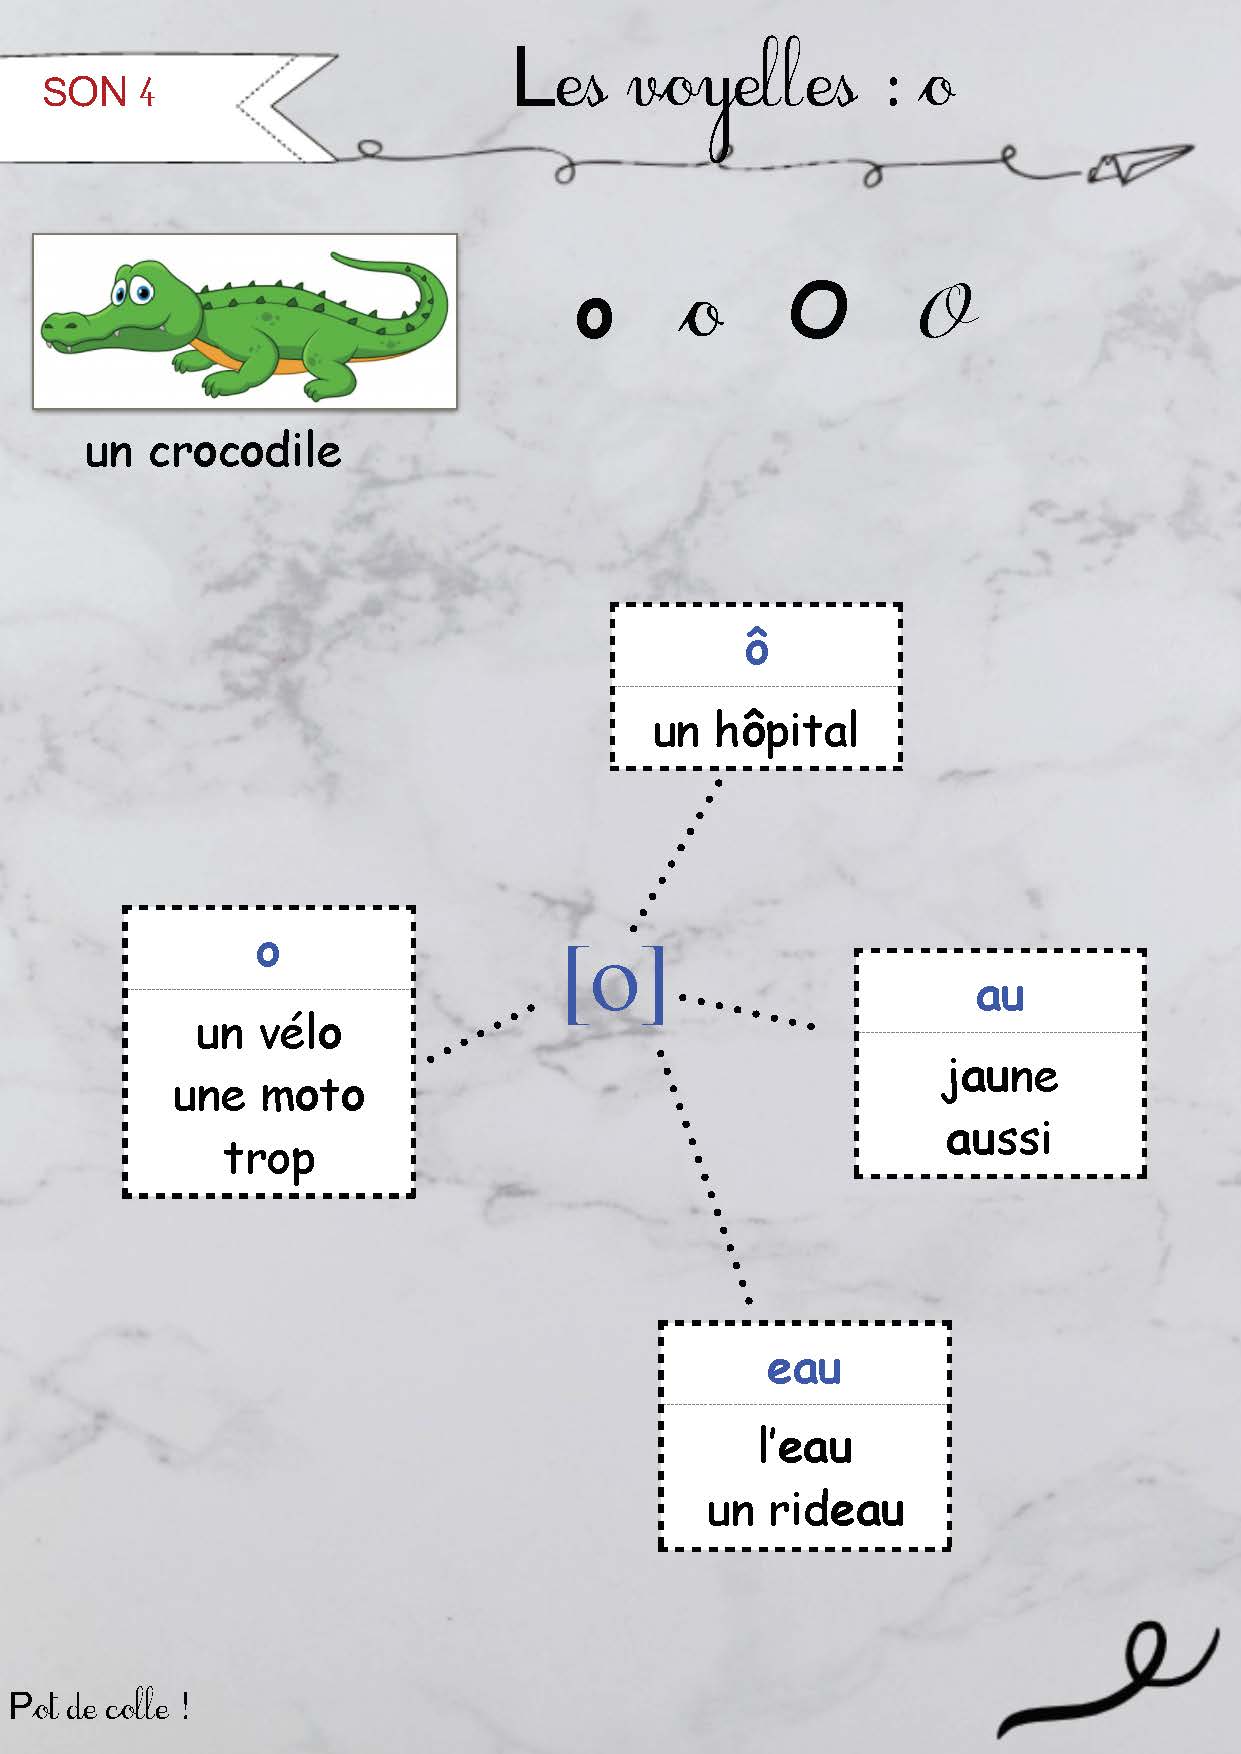 SON 4
Les voyelles : o
o o O O
un crocodile
ô
un hôpital
o
un vélo
une moto
trop
[o]
au
jaune
aussi
eau
l'eau
un rideau
Pot de colle !